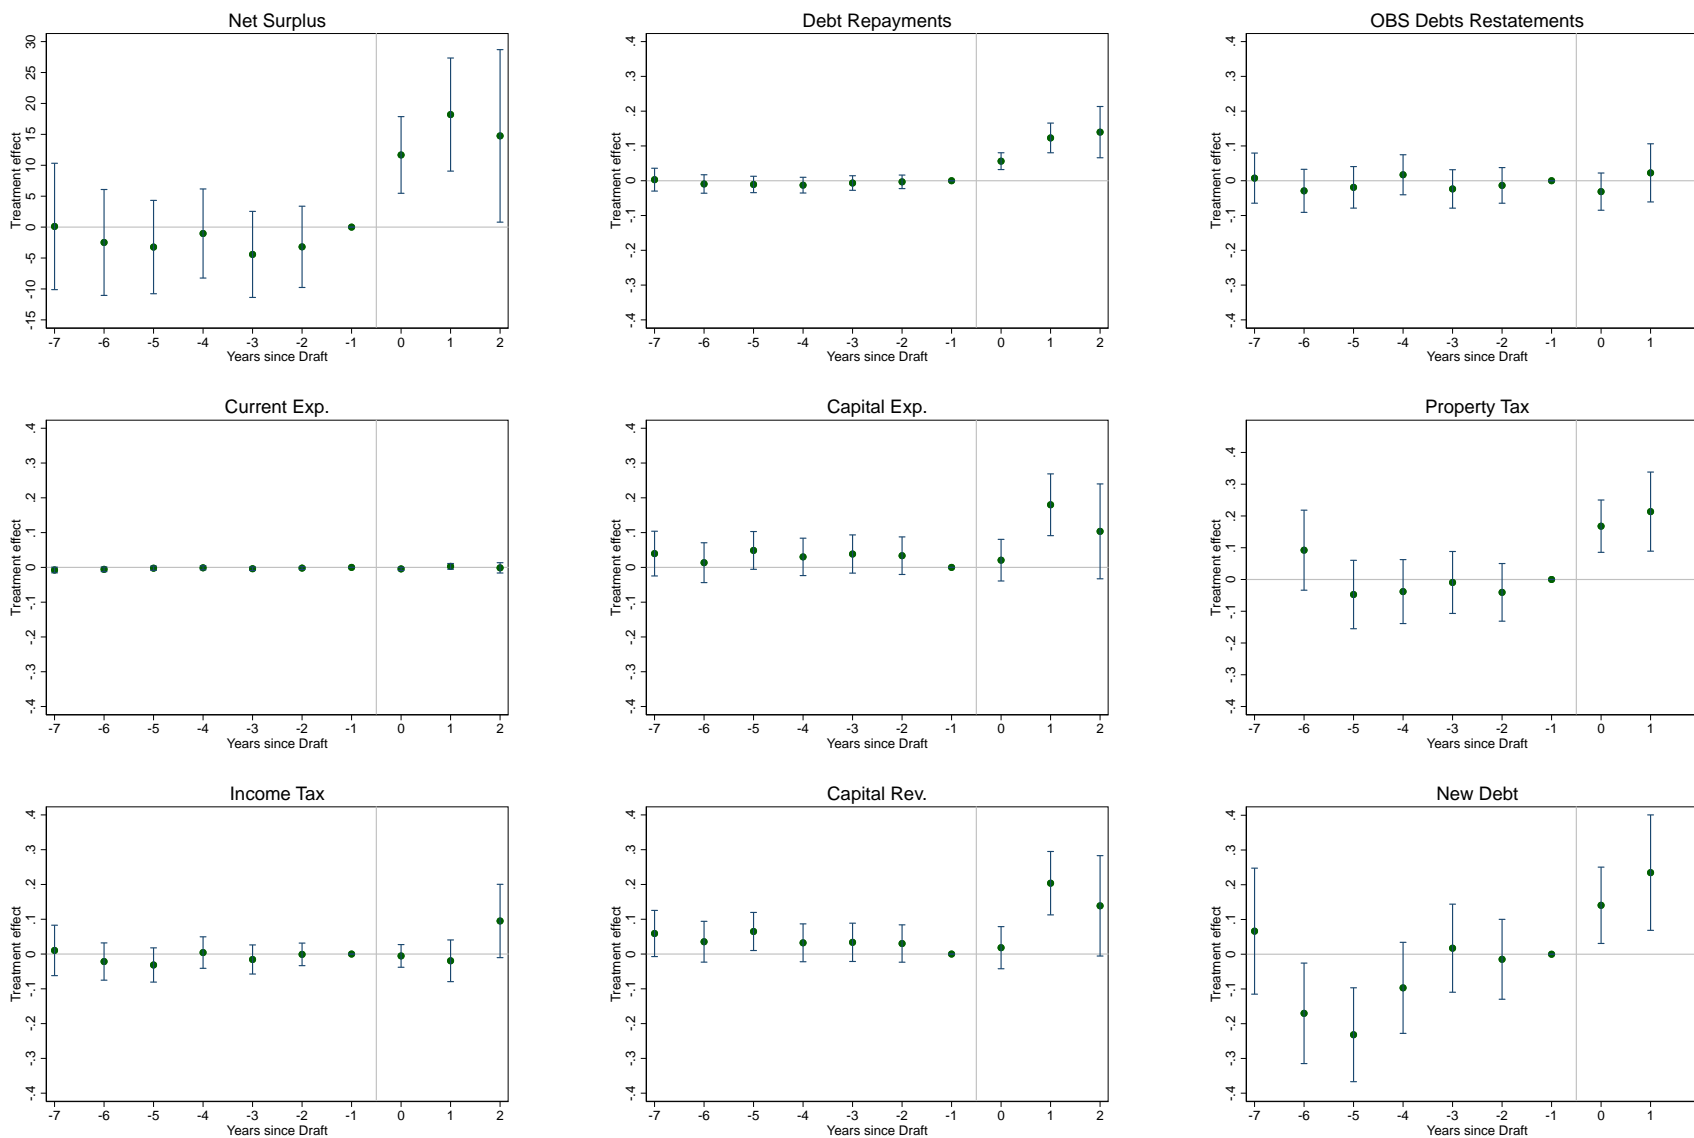 Net Surplus
Treatment effect
30
25
20
15
10
5
0
-5
-10
-15
-7 -6 -5 -4 -3 -2 -1 0 1 2
Years since Draft
Debt Repayments
Treatment effect
.4
.3
.2
.1
0
-.1
-.2
-.3
-.4
-7 -6 -5 -4 -3 -2 -1 0 1 2
Years since Draft
OBS Debts Restatements
Treatment effect
.4
.3
.2
.1
0
-.1
-.2
-.3
-.4
-7 -6 -5 -4 -3 -2 -1 0 1
Years since Draft
Current Exp.
Treatment effect
.4
.3
.2
.1
0
-.1
-.2
-.3
-.4
-7 -6 -5 -4 -3 -2 -1 0 1 2
Years since Draft
Capital Exp.
Treatment effect
.4
.3
.2
.1
0
-.1
-.2
-.3
-.4
-7 -6 -5 -4 -3 -2 -1 0 1 2
Years since Draft
Property Tax
Treatment effect
.4
.3
.2
.1
0
-.1
-.2
-.3
-.4
-7 -6 -5 -4 -3 -2 -1 0 1
Years since Draft
Income Tax
Treatment effect
.4
.3
.2
.1
0
-.1
-.2
-.3
-.4
-7 -6 -5 -4 -3 -2 -1 0 1 2
Years since Draft
Capital Rev.
Treatment effect
.4
.3
.2
.1
0
-.1
-.2
-.3
-.4
-7 -6 -5 -4 -3 -2 -1 0 1 2
Years since Draft
New Debt
Treatment effect
.4
.3
.2
.1
0
-.1
-.2
-.3
-.4
-7 -6 -5 -4 -3 -2 -1 0 1
Years since Draft